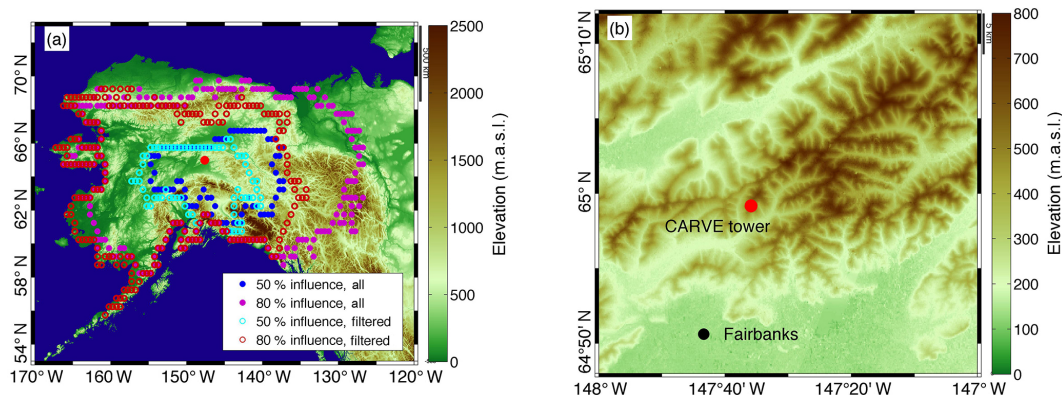 (a)
70° N
66° N
62° N
58° N
54° N
170° W
160° W
150° W
140° W
130° W
120° W
500 km
50 % influence, all
80 % influence, all
50 % influence, filtered
80 % influence, filtered
2500
2000
1500
1000
500
0
Elevation (m.a.s.l.)
(b)
65° 10' N
65° N
64° 50' N
148° W
147° 40' W
147° 20' W
147° W
5 km
CARVE tower
Fairbanks
800
700
600
500
400
300
200
100
0
Elevation (m.a.s.l.)